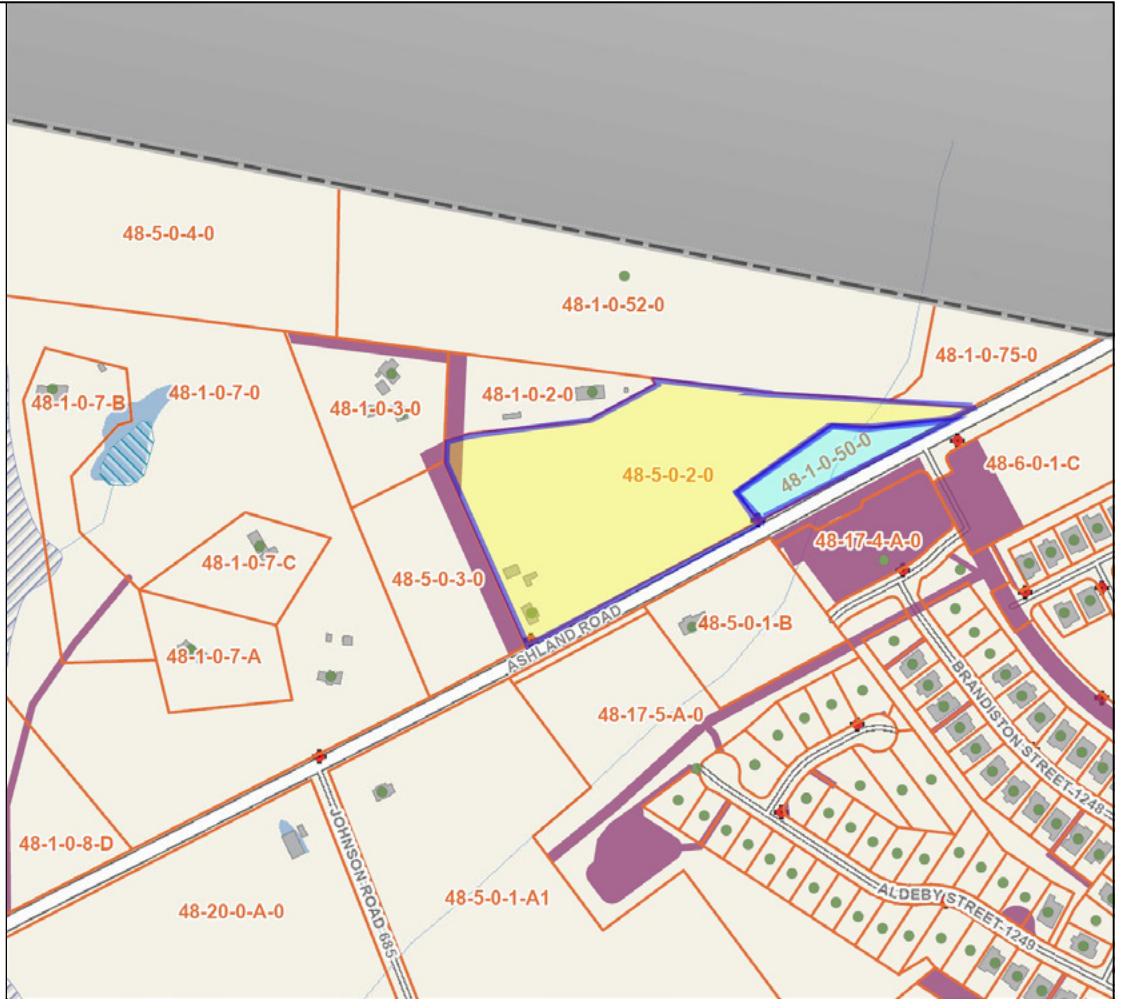 48-5-0-4-0
48-1-0-52-0
48-1-0-75-0
48-1-0-7-B
48-1-0-7-0
48-1-0-3-0
48-1-0-2-0
48-5-0-2-0
48-1-0-50-0
48-6-0-1-C
48-17-4-A-0
48-1-0-7-C
48-5-0-3-0
ASHLAND ROAD
48-5-0-1-B
48-1-0-7-A
48-17-5-A-0
BRANDISTON STREET-1248
48-1-0-8-D
JOHNSON ROAD 685
48-20-0-A-0
48-5-0-1-A1
ALDEBY STREET-1249